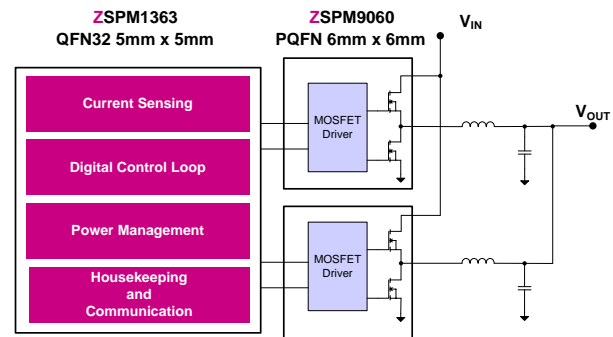 ZSPM1363
QFN32 5mm x 5mm
ZSPM9060
PQFN 6mm x 6mm
VIN
Current Sensing
Digital Control Loop
Power Management
Housekeeping
and
Communication
MOSFET
Driver
MOSFET
Driver
VOUT